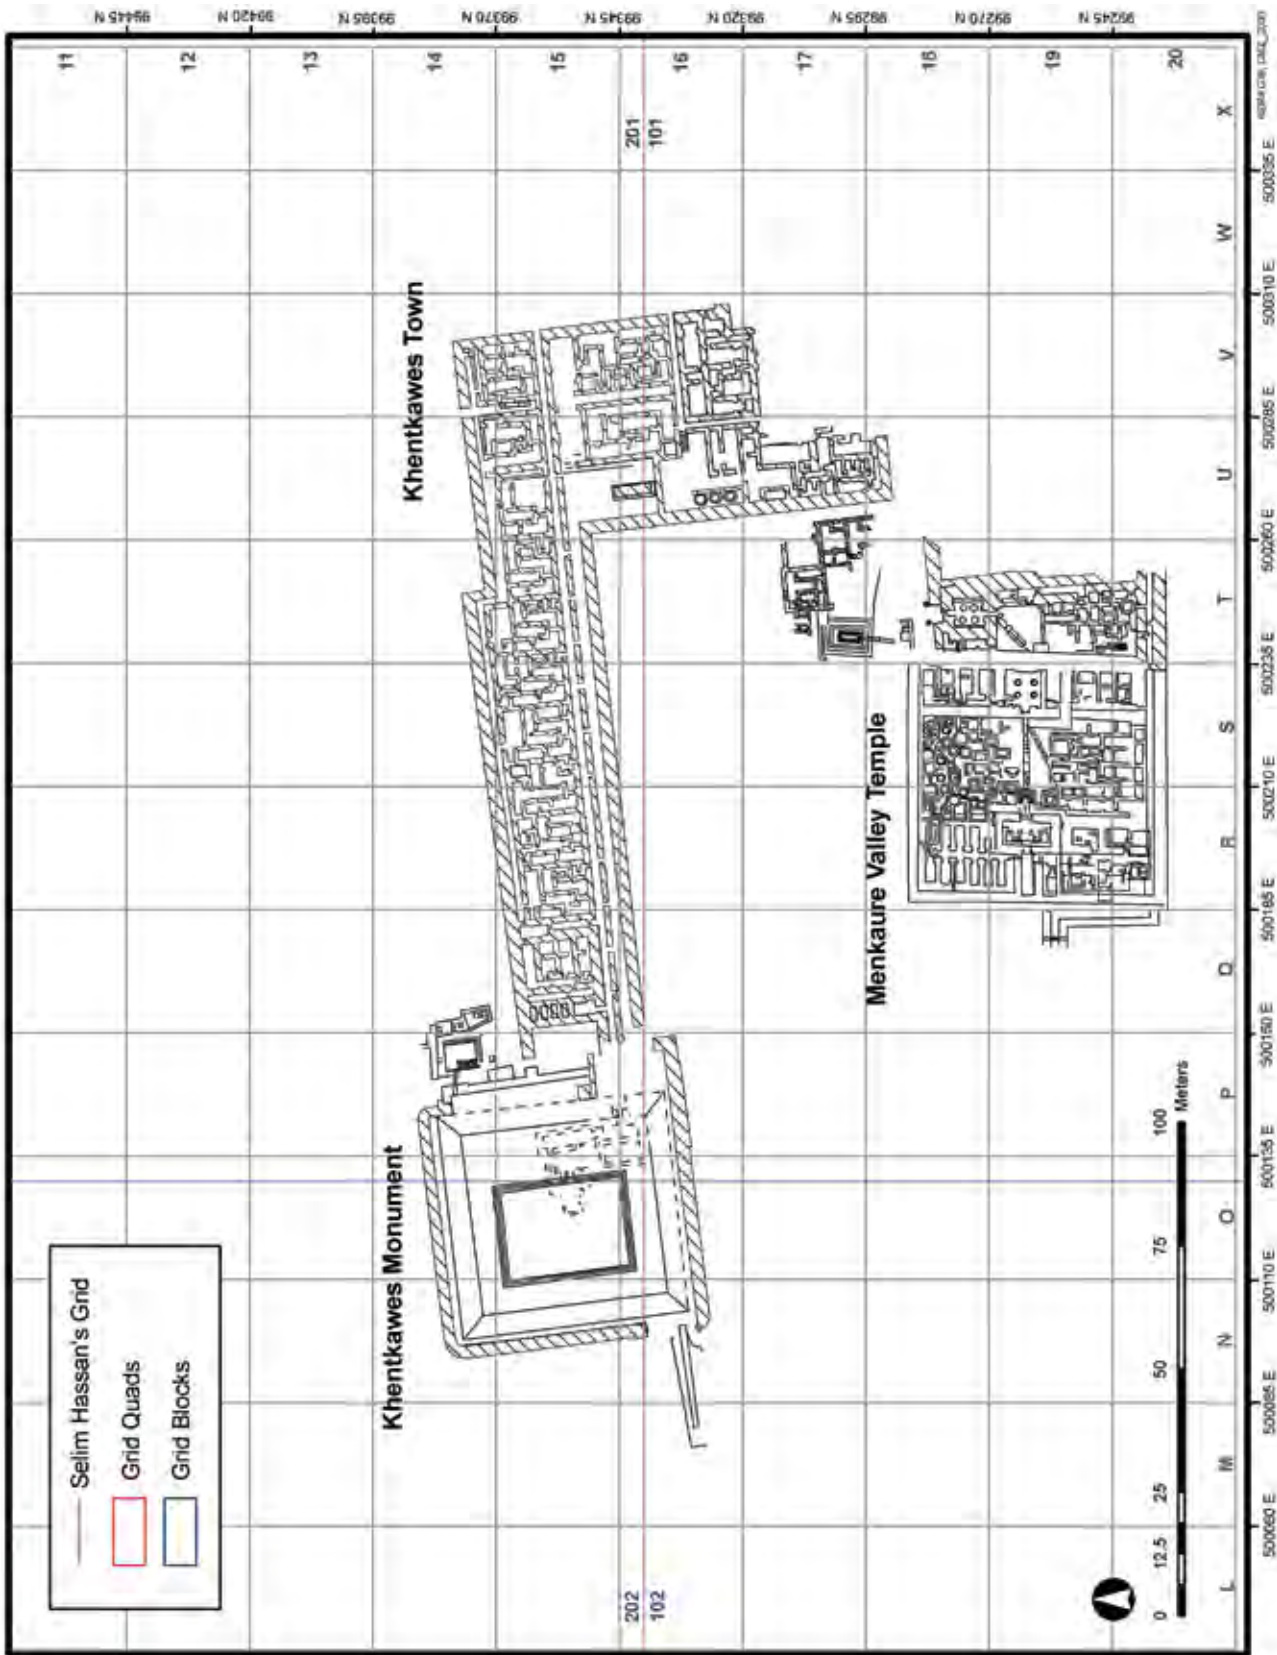 Selim Hassan's Grid
Grid Quads
Grid Blocks
Khentkawes Monument
Khentkawes Town
Menkaure Valley Temple
202
102
201
101
99445 N
99420 N
99395 N
99370 N
99345 N
99320 N
99295 N
99270 N
99245 N
11
12
13
14
15
16
17
18
19
20
L
M
N
O
P
Q
R
S
T
U
V
W
X
500060 E
500085 E
500110 E
500135 E
500160 E
500185 E
500210 E
500235 E
500260 E
500285 E
500310 E
500335 E
0
12.5
25
50
75
100
Meters